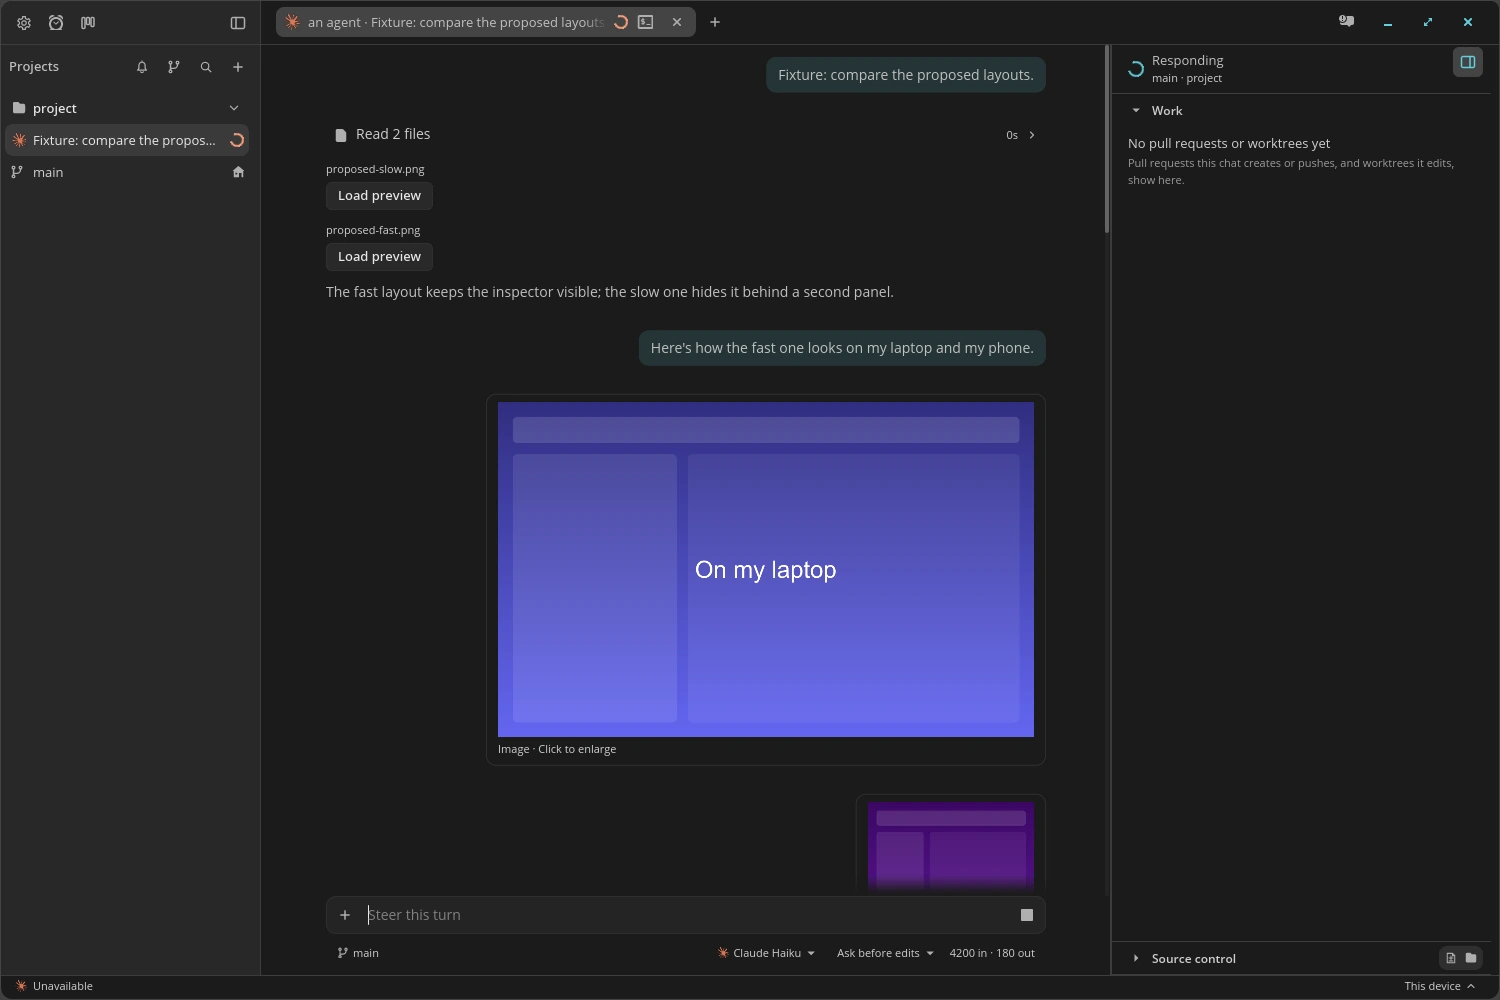 an agent · Fixture: compare the proposed layouts
Projects
project
Fixture: compare the propos...
main
Fixture: compare the proposed layouts.
Read 2 files
0s
proposed-slow.png
Load preview
proposed-fast.png
Load preview
The fast layout keeps the inspector visible; the slow one hides it behind a second panel.
Here's how the fast one looks on my laptop and my phone.
On my laptop
Image · Click to enlarge
Steer this turn
main
Claude Haiku
Ask before edits
4200 in · 180 out
Responding
main · project
Work
No pull requests or worktrees yet
Pull requests this chat creates or pushes, and worktrees it edits,
show here.
Source control
Unavailable
This device